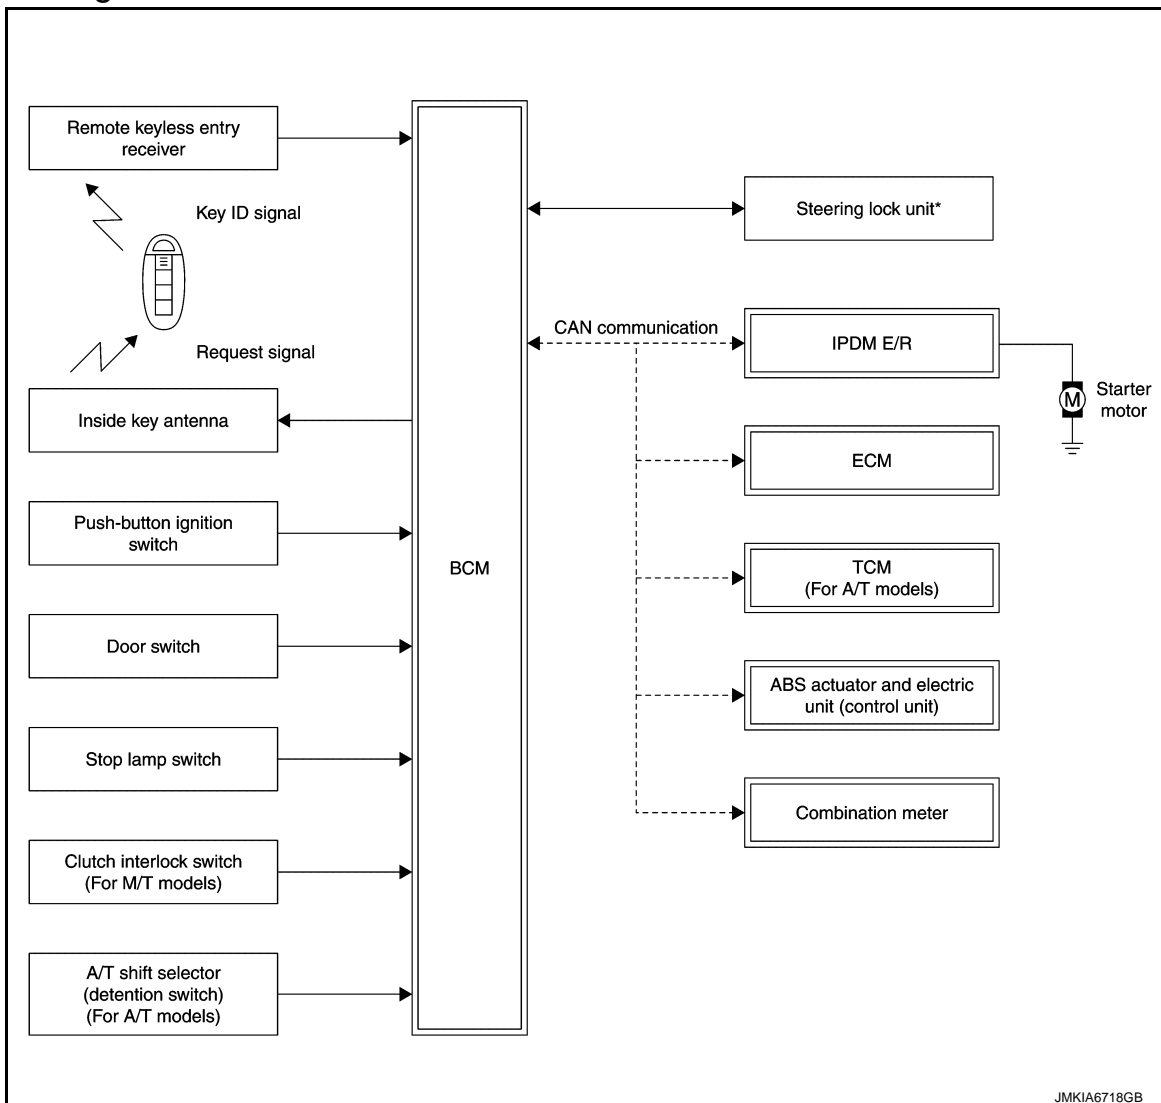 Remote keyless entry
receiver
Key ID signal
Request signal
Inside key antenna
Push-button ignition
switch
Door switch
Stop lamp switch
Clutch interlock switch
(For M/T models)
A/T shift selector
(detention switch)
(For A/T models)
BCM
Steering lock unit*
CAN communication
IPDM E/R
M
Starter
motor
ECM
TCM
(For A/T models)
ABS actuator and electric
unit (control unit)
Combination meter
JMKIA6718GB